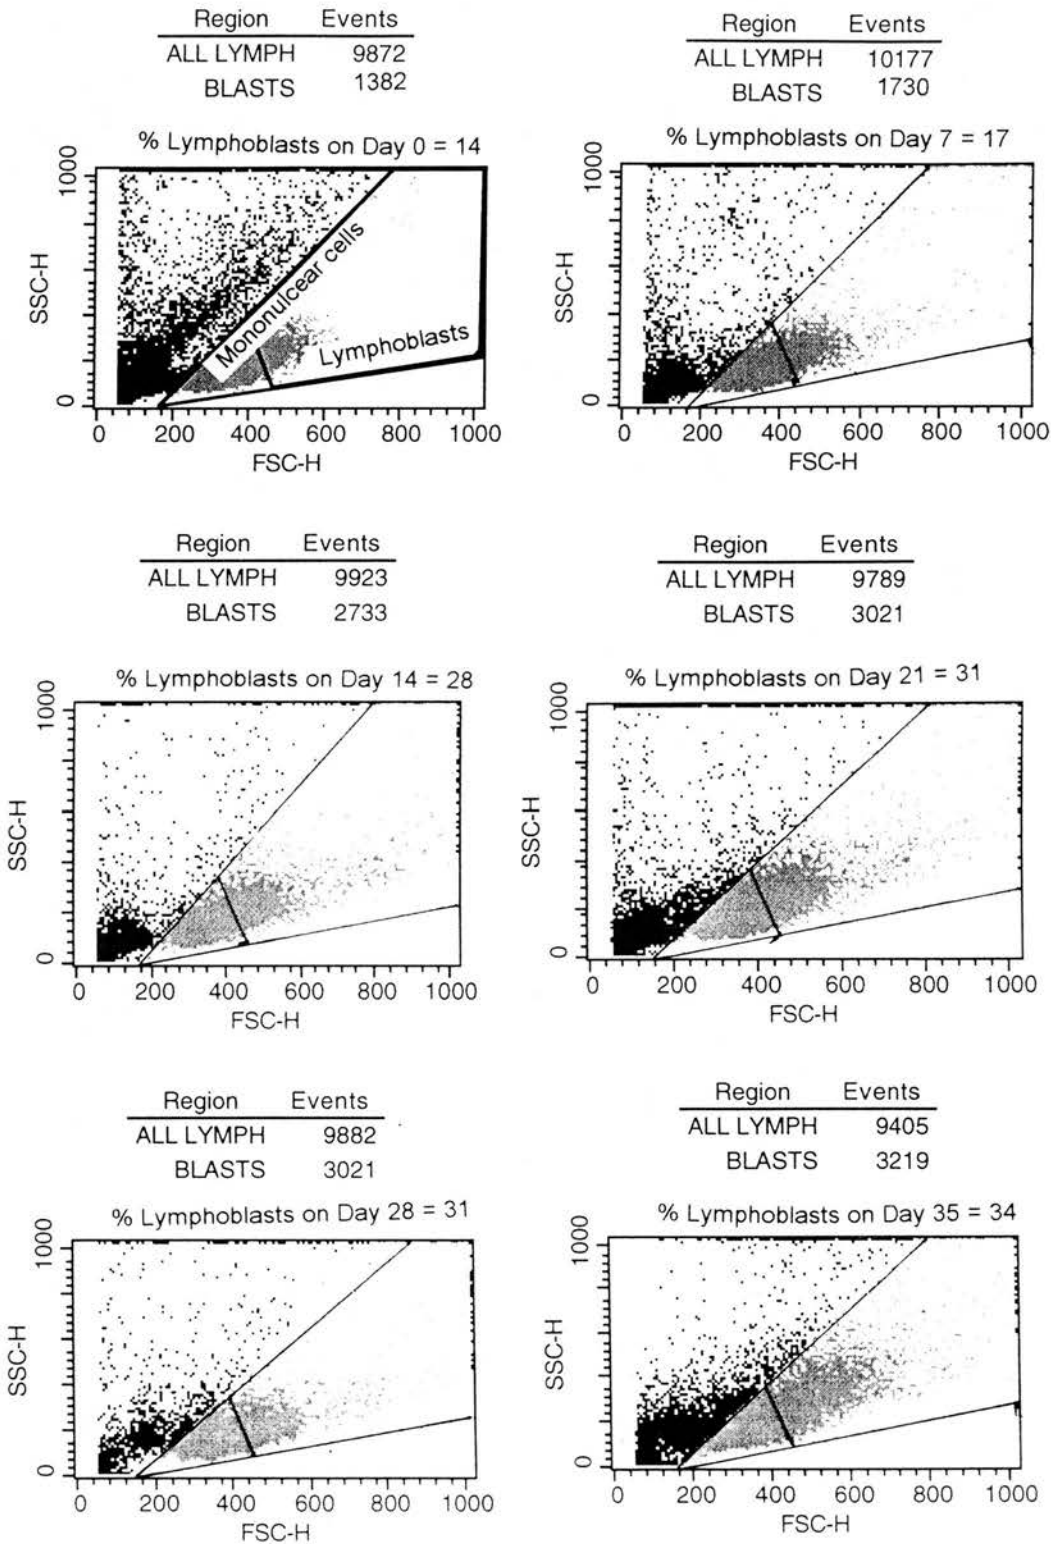 Region Events
ALL LYMPH 9872
BLASTS 1382
% Lymphoblasts on Day 0 = 14
1000
SSC-H
0
Mononulcear cells
Lymphoblasts
0 200 400 600 800 1000
FSC-H
Region Events
ALL LYMPH 10177
BLASTS 1730
% Lymphoblasts on Day 7 = 17
1000
SSC-H
0
0 200 400 600 800 1000
FSC-H
Region Events
ALL LYMPH 9923
BLASTS 2733
% Lymphoblasts on Day 14 = 28
1000
SSC-H
0
0 200 400 600 800 1000
FSC-H
Region Events
ALL LYMPH 9789
BLASTS 3021
% Lymphoblasts on Day 21 = 31
1000
SSC-H
0
0 200 400 600 800 1000
FSC-H
Region Events
ALL LYMPH 9882
BLASTS 3021
% Lymphoblasts on Day 28 = 31
1000
SSC-H
0
0 200 400 600 800 1000
FSC-H
Region Events
ALL LYMPH 9405
BLASTS 3219
% Lymphoblasts on Day 35 = 34
1000
SSC-H
0
0 200 400 600 800 1000
FSC-H